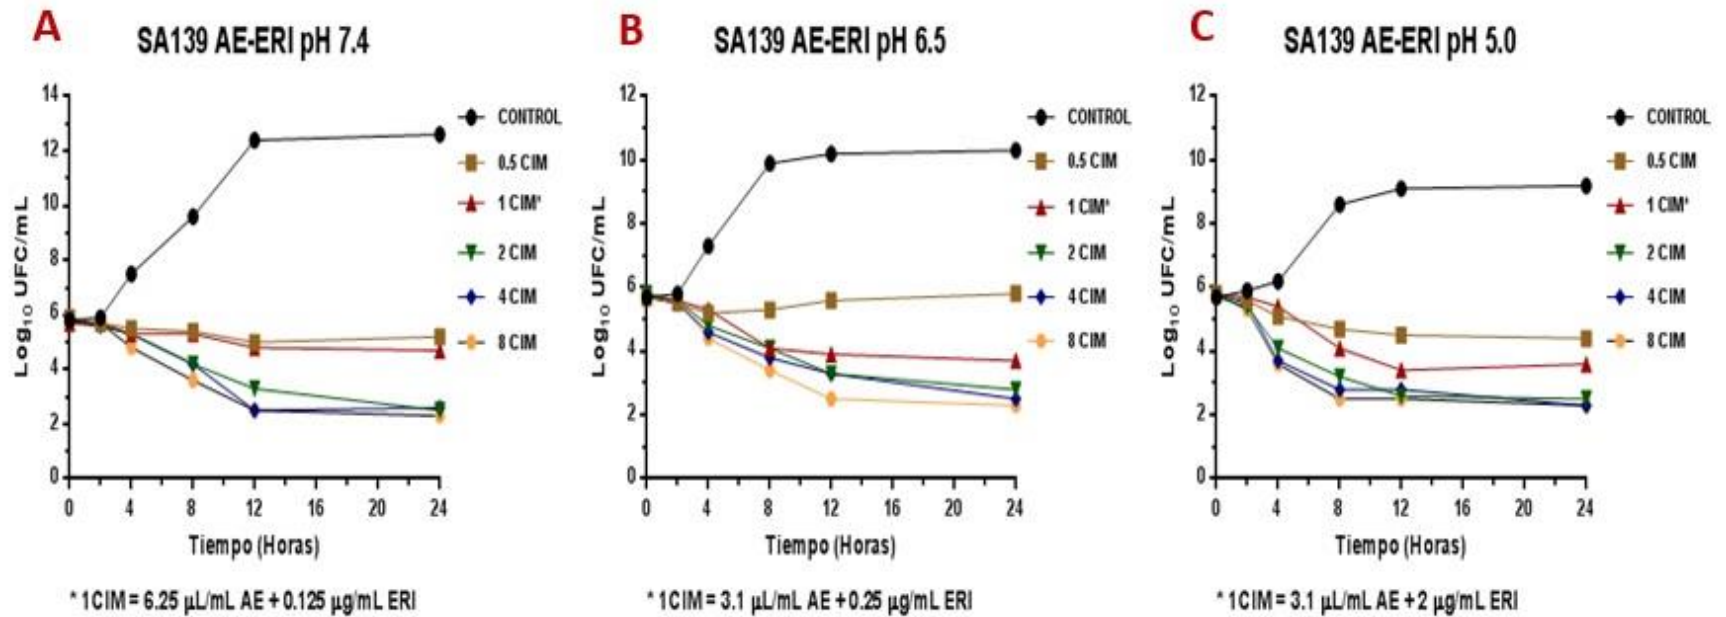 A
SA139 AE-ERI pH 7.4
14
12
10
8
6
4
2
0
Log10 UFC/mL
0 4 8 12 16 20 24
Tiempo (Horas)
CONTROL
0.5 CIM
1 CIM*
2 CIM
4 CIM
8 CIM
* 1CIM = 6.25 µL/mL AE + 0.125 µg/mL ERI
B
SA139 AE-ERI pH 6.5
12
10
8
6
4
2
0
Log10 UFC/mL
0 4 8 12 16 20 24
Tiempo (Horas)
CONTROL
0.5 CIM
1 CIM*
2 CIM
4 CIM
8 CIM
* 1CIM = 3.1 µL/mL AE + 0.25 µg/mL ERI
C
SA139 AE-ERI pH 5.0
12
10
8
6
4
2
0
Log10 UFC/mL
0 4 8 12 16 20 24
Tiempo (Horas)
CONTROL
0.5 CIM
1 CIM*
2 CIM
4 CIM
8 CIM
* 1CIM = 3.1 µL/mL AE + 2 µg/mL ERI